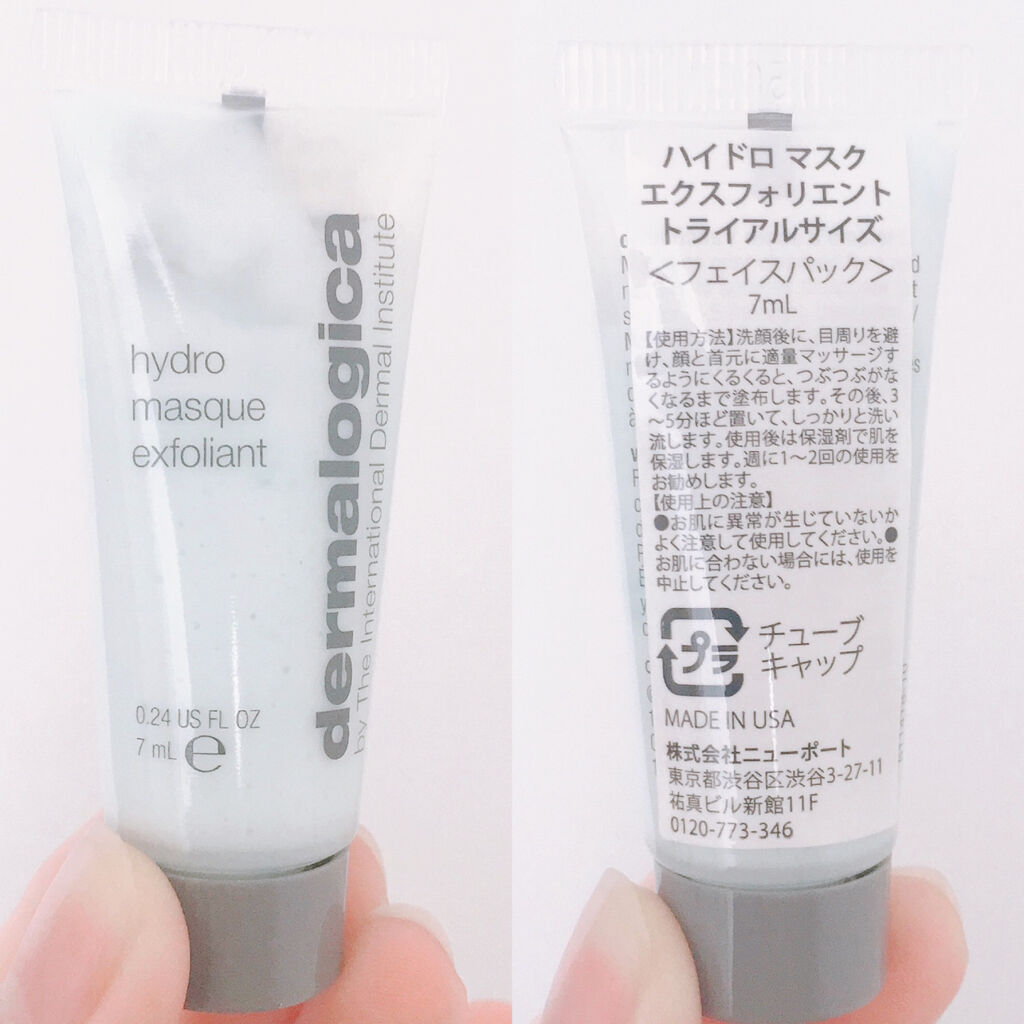 hydro
masque
exfoliant
0.24 US FL OZ
7 mL e
dermalogica
by The International Dermal Institute
ハイドロ マスク
エクスフォリエント
トライアルサイズ
＜フェイスパック＞
7mL
【使用方法】洗顔後に、目周りを避
け、顔と首元に適量マッサージす
るようにくるくると、つぶつぶがな
くなるまで塗布します。その後、3
～5分ほど置いて、しっかりと洗い
流します。使用後は保湿剤で肌を
保湿します。週に1～2回の使用を
お勧めします。
【使用上の注意】
●お肌に異常が生じていないか
よく注意して使用してください。●
お肌に合わない場合には、使用を
中止してください。
プラ
チューブ
キャップ
MADE IN USA
株式会社ニューポート
東京都渋谷区渋谷3-27-11
祐真ビル新館11F
0120-773-346